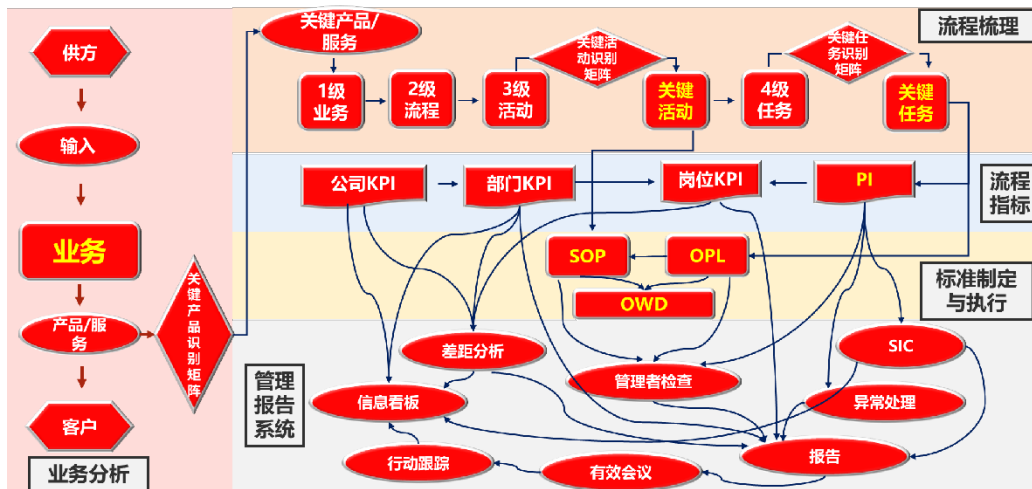 供方
输入
业务
产品/服
务
客户
业务分析
关键产品识别矩阵
关键产品/
服务
1级
业务
2级
流程
3级
活动
关键活
动识别
矩阵
关键
活动
4级
任务
关键任
务识别
矩阵
关键
任务
流程梳理
公司KPI
部门KPI
岗位KPI
PI
流程
指标
SOP
OPL
OWD
标准制定
与执行
管理
报告
系统
差距分析
管理者检查
SIC
信息看板
异常处理
行动跟踪
有效会议
报告